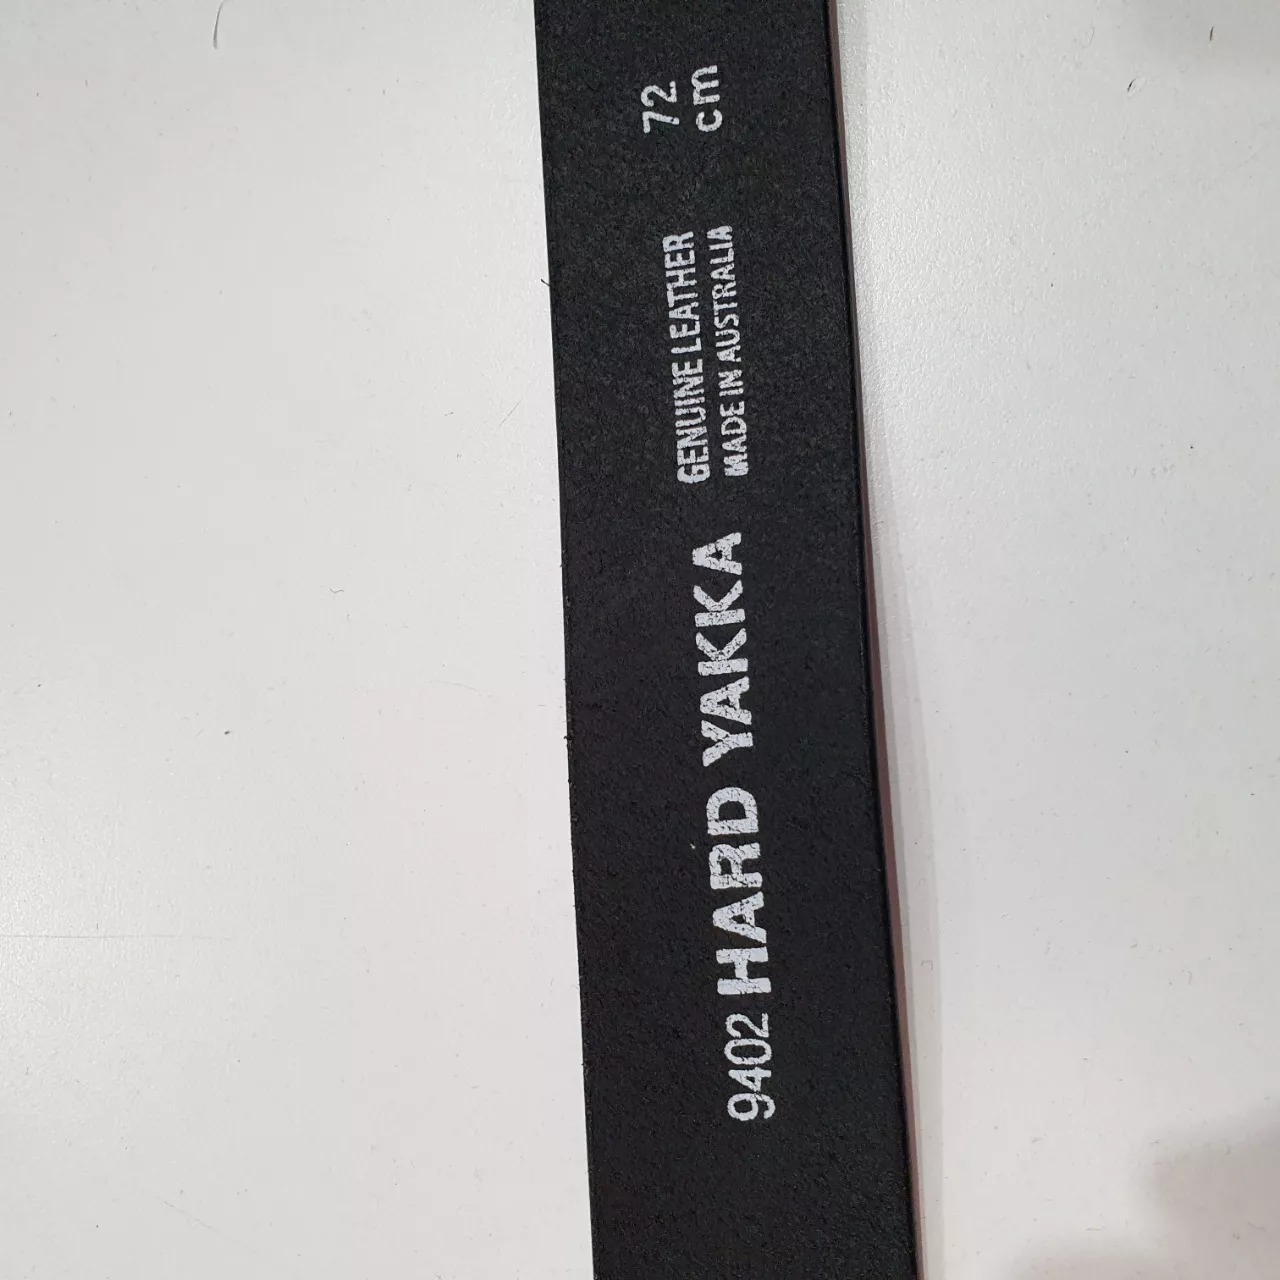 9402 HARD YAKKA
GENUINE LEATHER
MADE IN AUSTRALIA
72
cm